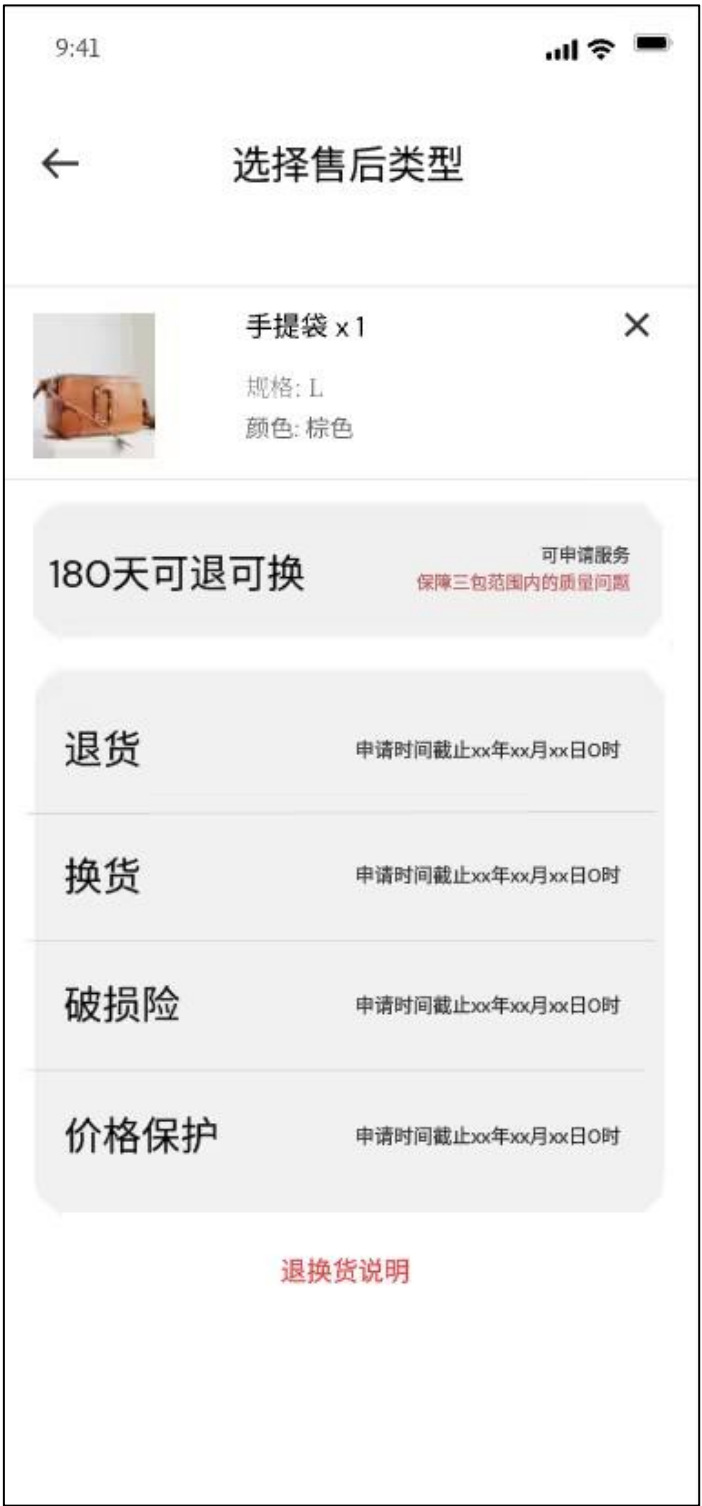 9:41
选择售后类型
手提袋 x 1
规格: L
颜色: 棕色
180天可退可换
可申请服务
保障三包范围内的质量问题
退货
申请时间截止xx年xx月xx日0时
换货
申请时间截止xx年xx月xx日0时
破损险
申请时间截止xx年xx月xx日0时
价格保护
申请时间截止xx年xx月xx日0时
退换货说明